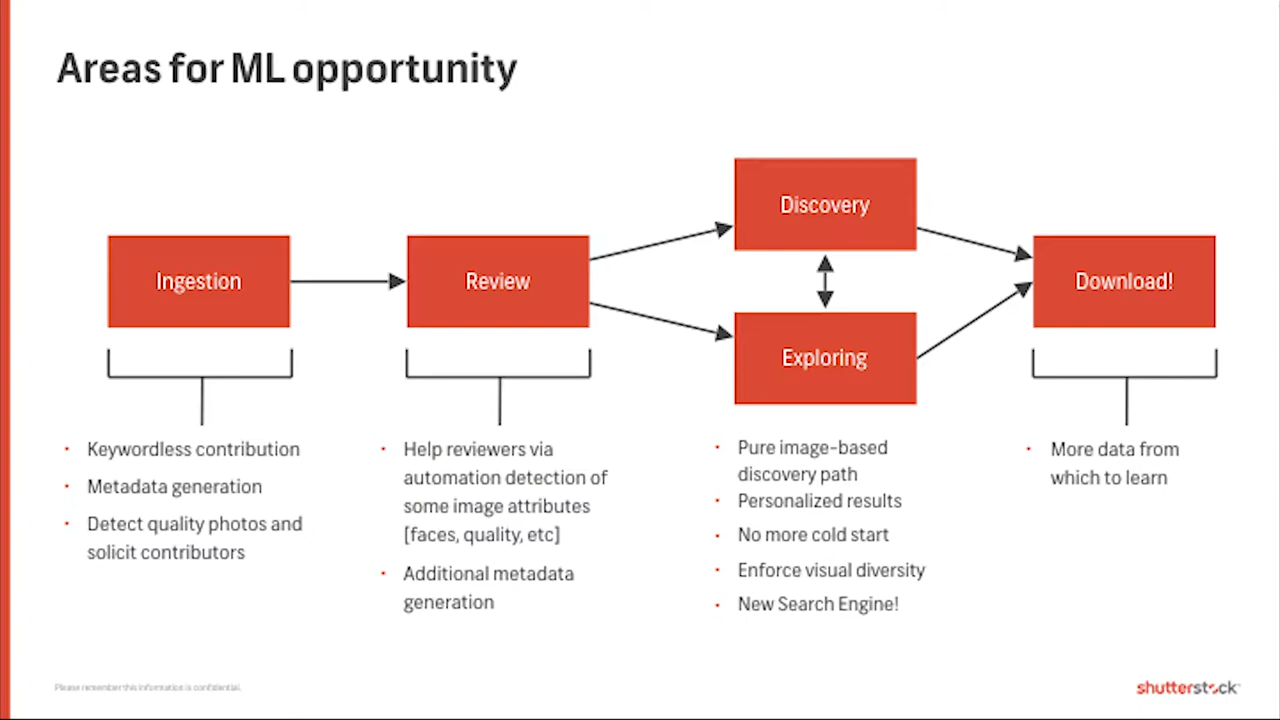 Areas for ML opportunity
Discovery
Ingestion
Review
Download!
Exploring
Keywordless contribution
Metadata generation
Detect quality photos and
solicit contributors
Help reviewers via
automation detection of
some image attributes
[faces, quality, etc]
Additional metadata
generation
Pure image-based
discovery path
Personalized results
No more cold start
Enforce visual diversity
New Search Engine!
More data from
which to learn
Please remember this information is confidential.
shutterstock